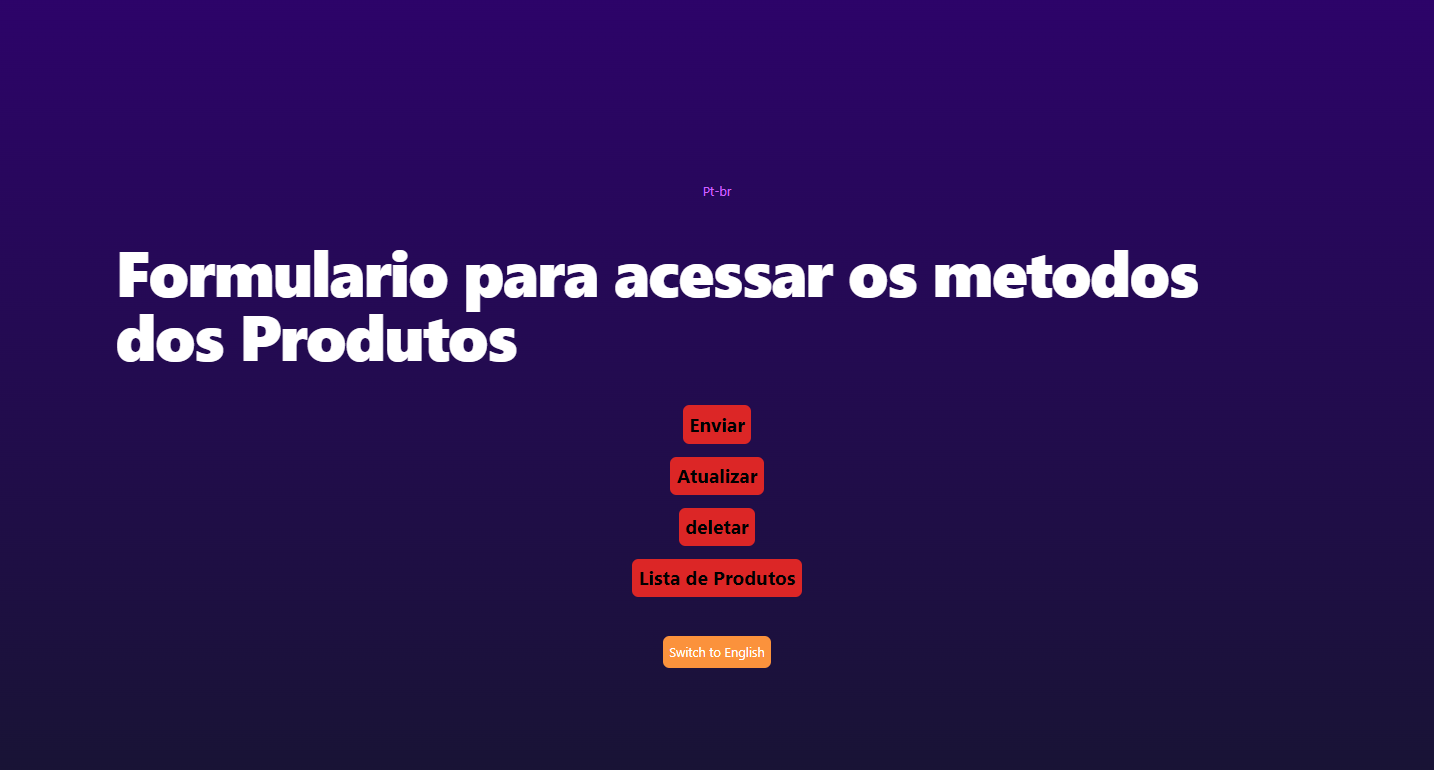 Pt-br
Formulario para acessar os metodos
dos Produtos
Enviar
Atualizar
deletar
Lista de Produtos
Switch to English